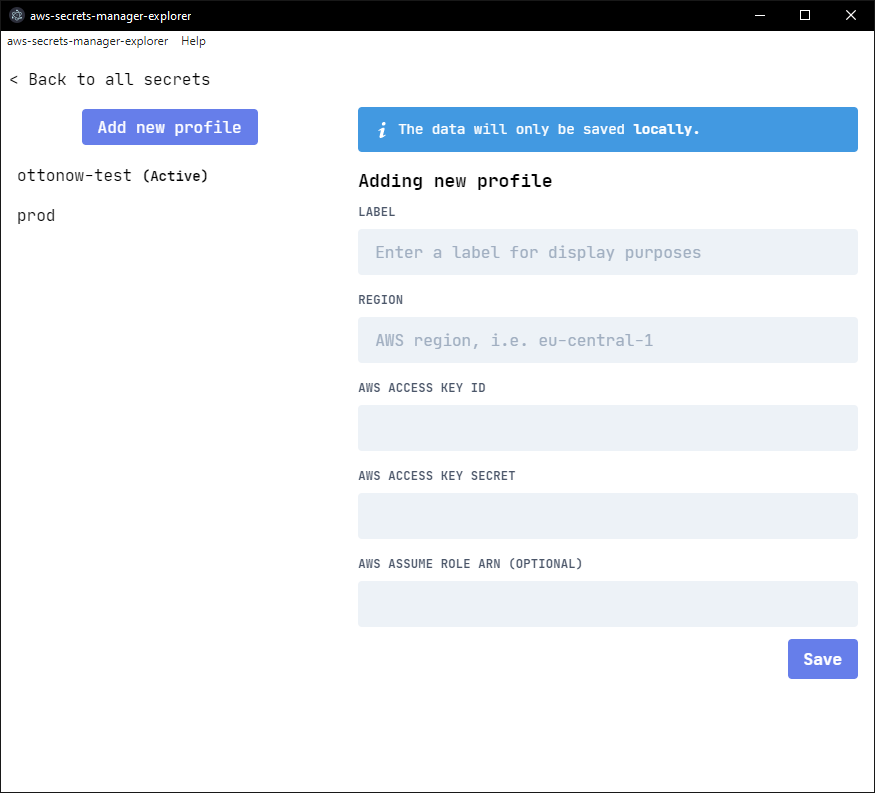 aws-secrets-manager-explorer
aws-secrets-manager-explorer Help
< Back to all secrets
Add new profile
ottonow-test (Active)
prod
i The data will only be saved locally.
Adding new profile
LABEL
Enter a label for display purposes
REGION
AWS region, i.e. eu-central-1
AWS ACCESS KEY ID
AWS ACCESS KEY SECRET
AWS ASSUME ROLE ARN (OPTIONAL)
Save